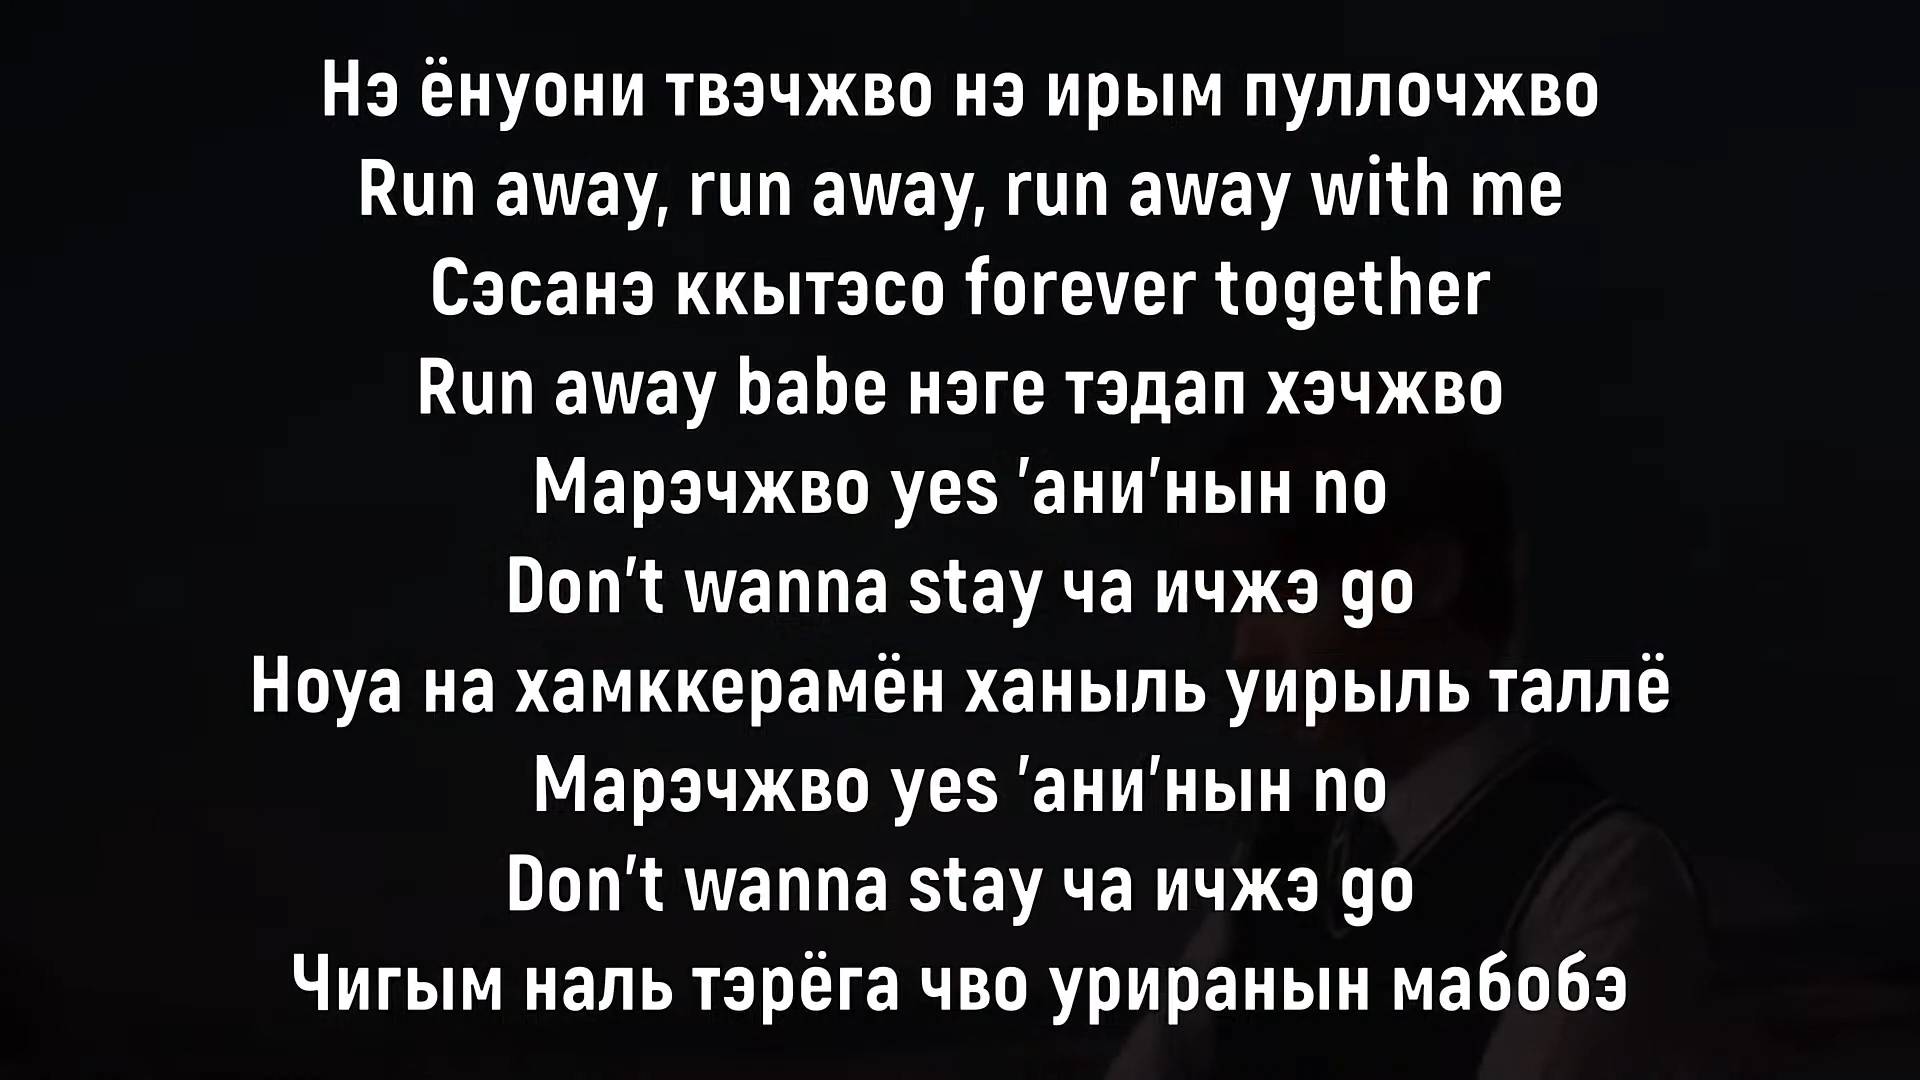 Нэ ёнуони твэчжво нэ ирым пуллочжво
Run away, run away, run away with me
Сэсанэ ккытэсо forever together
Run away babe нэге тэдап хэчжво
Марэчжво yes ’ани’нын no
Don’t wanna stay ча ичжэ go
Ноуа на хамккерамён ханыль уирыль таллё
Марэчжво yes ’ани’нын no
Don’t wanna stay ча ичжэ go
Чигым наль тэрёга чво уриранын мабобэ